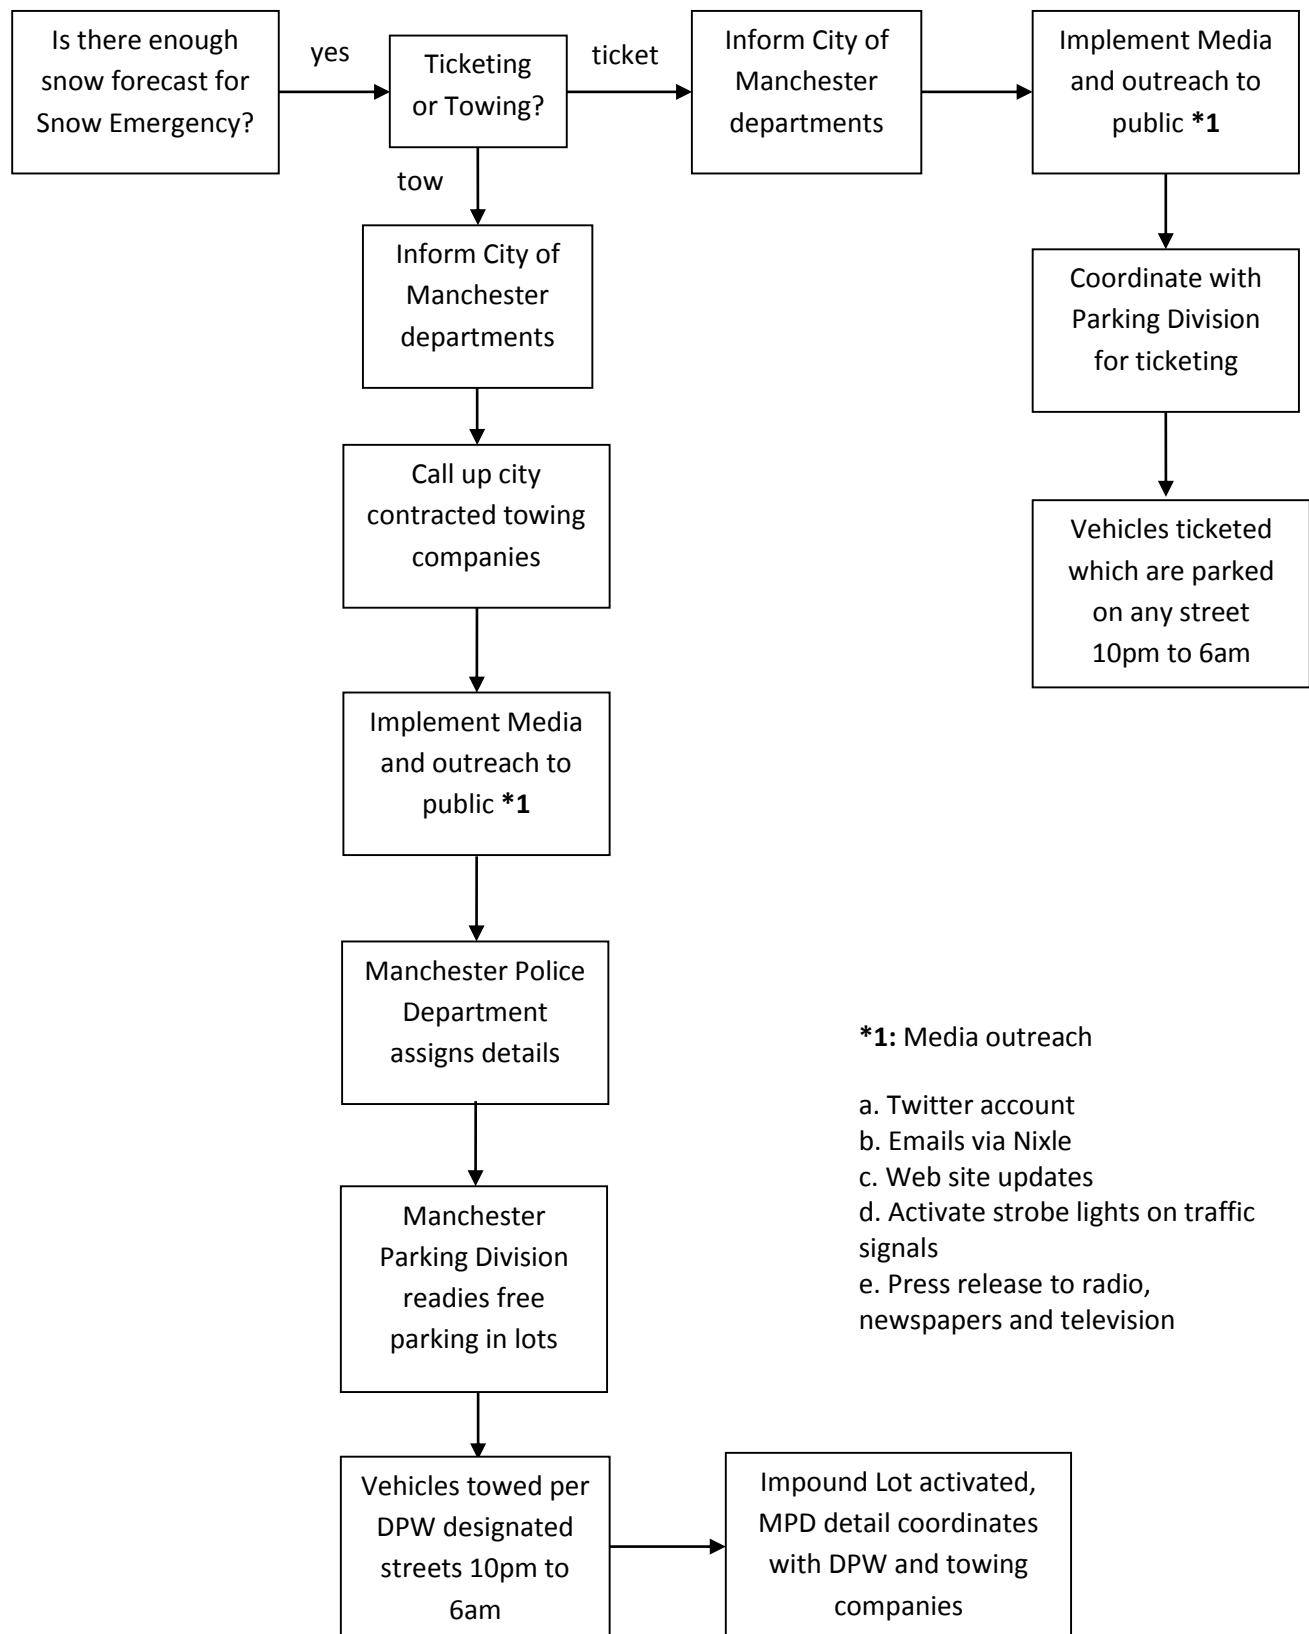 Is there enough
snow forecast for
Snow Emergency?
yes
Ticketing
or Towing?
ticket
Inform City of
Manchester
departments
Implement Media
and outreach to
public *1
Coordinate with
Parking Division
for ticketing
Vehicles ticketed
which are parked
on any street
10pm to 6am
tow
Inform City of
Manchester
departments
Call up city
contracted towing
companies
Implement Media
and outreach to
public *1
Manchester Police
Department
assigns details
Manchester
Parking Division
readies free
parking in lots
Vehicles towed per
DPW designated
streets 10pm to
6am
Impound Lot activated,
MPD detail coordinates
with DPW and towing
companies
*1: Media outreach
a. Twitter account
b. Emails via Nixle
c. Web site updates
d. Activate strobe lights on traffic
signals
e. Press release to radio,
newspapers and television